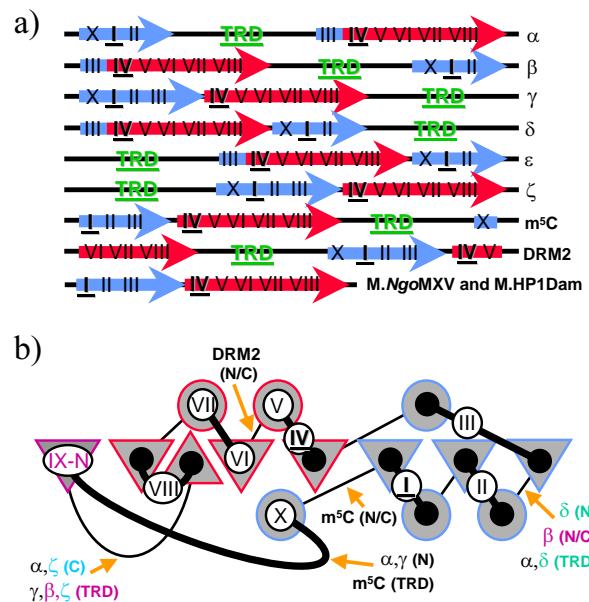 a)
X I II TRD III IV V VI VII VIII α
III IV V VI VII VIII TRD X I II β
X I II III IV V VI VII VIII TRD γ
III IV V VI VII VIII X I II TRD δ
TRD III IV V VI VII VIII X I II ε
TRD X I II III IV V VI VII VIII ζ
I II III IV V VI VII VIII TRD X m⁵C
VI VII VIII TRD X I II III IV V DRM2
I II III IV V VI VII VIII M.NgoMXV and M.HP1Dam
b)
DRM2
(N/C)
VII V
III
IV
IX-N VI
VIII I II
X
m⁵C (N/C)
δ (N
β (N/C
α,δ (TRD
α,ζ (C)
γ,β,ζ (TRD)
α,γ (N)
m⁵C (TRD)